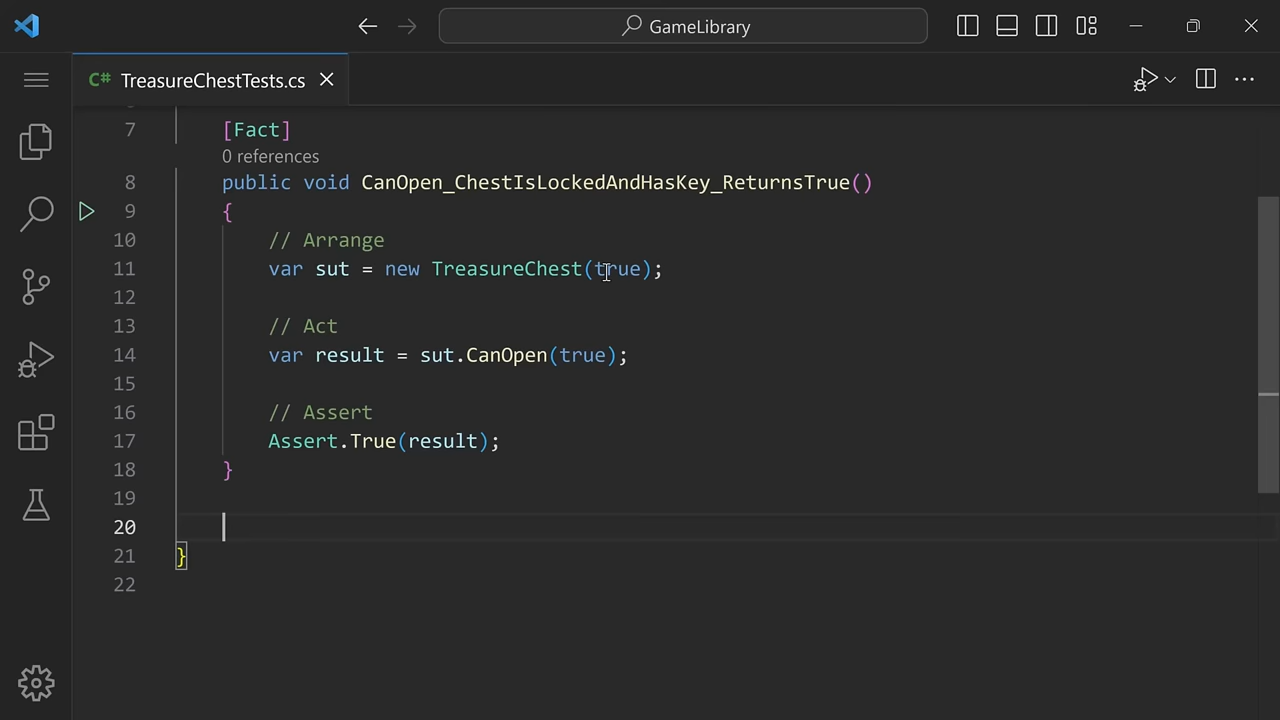 GameLibrary
C# TreasureChestTests.cs
7 [Fact]
0 references
8 public void CanOpen_ChestIsLockedAndHasKey_ReturnsTrue()
9 {
10 // Arrange
11 var sut = new TreasureChest(true);
12
13 // Act
14 var result = sut.CanOpen(true);
15
16 // Assert
17 Assert.True(result);
18 }
19
20
21 }
22